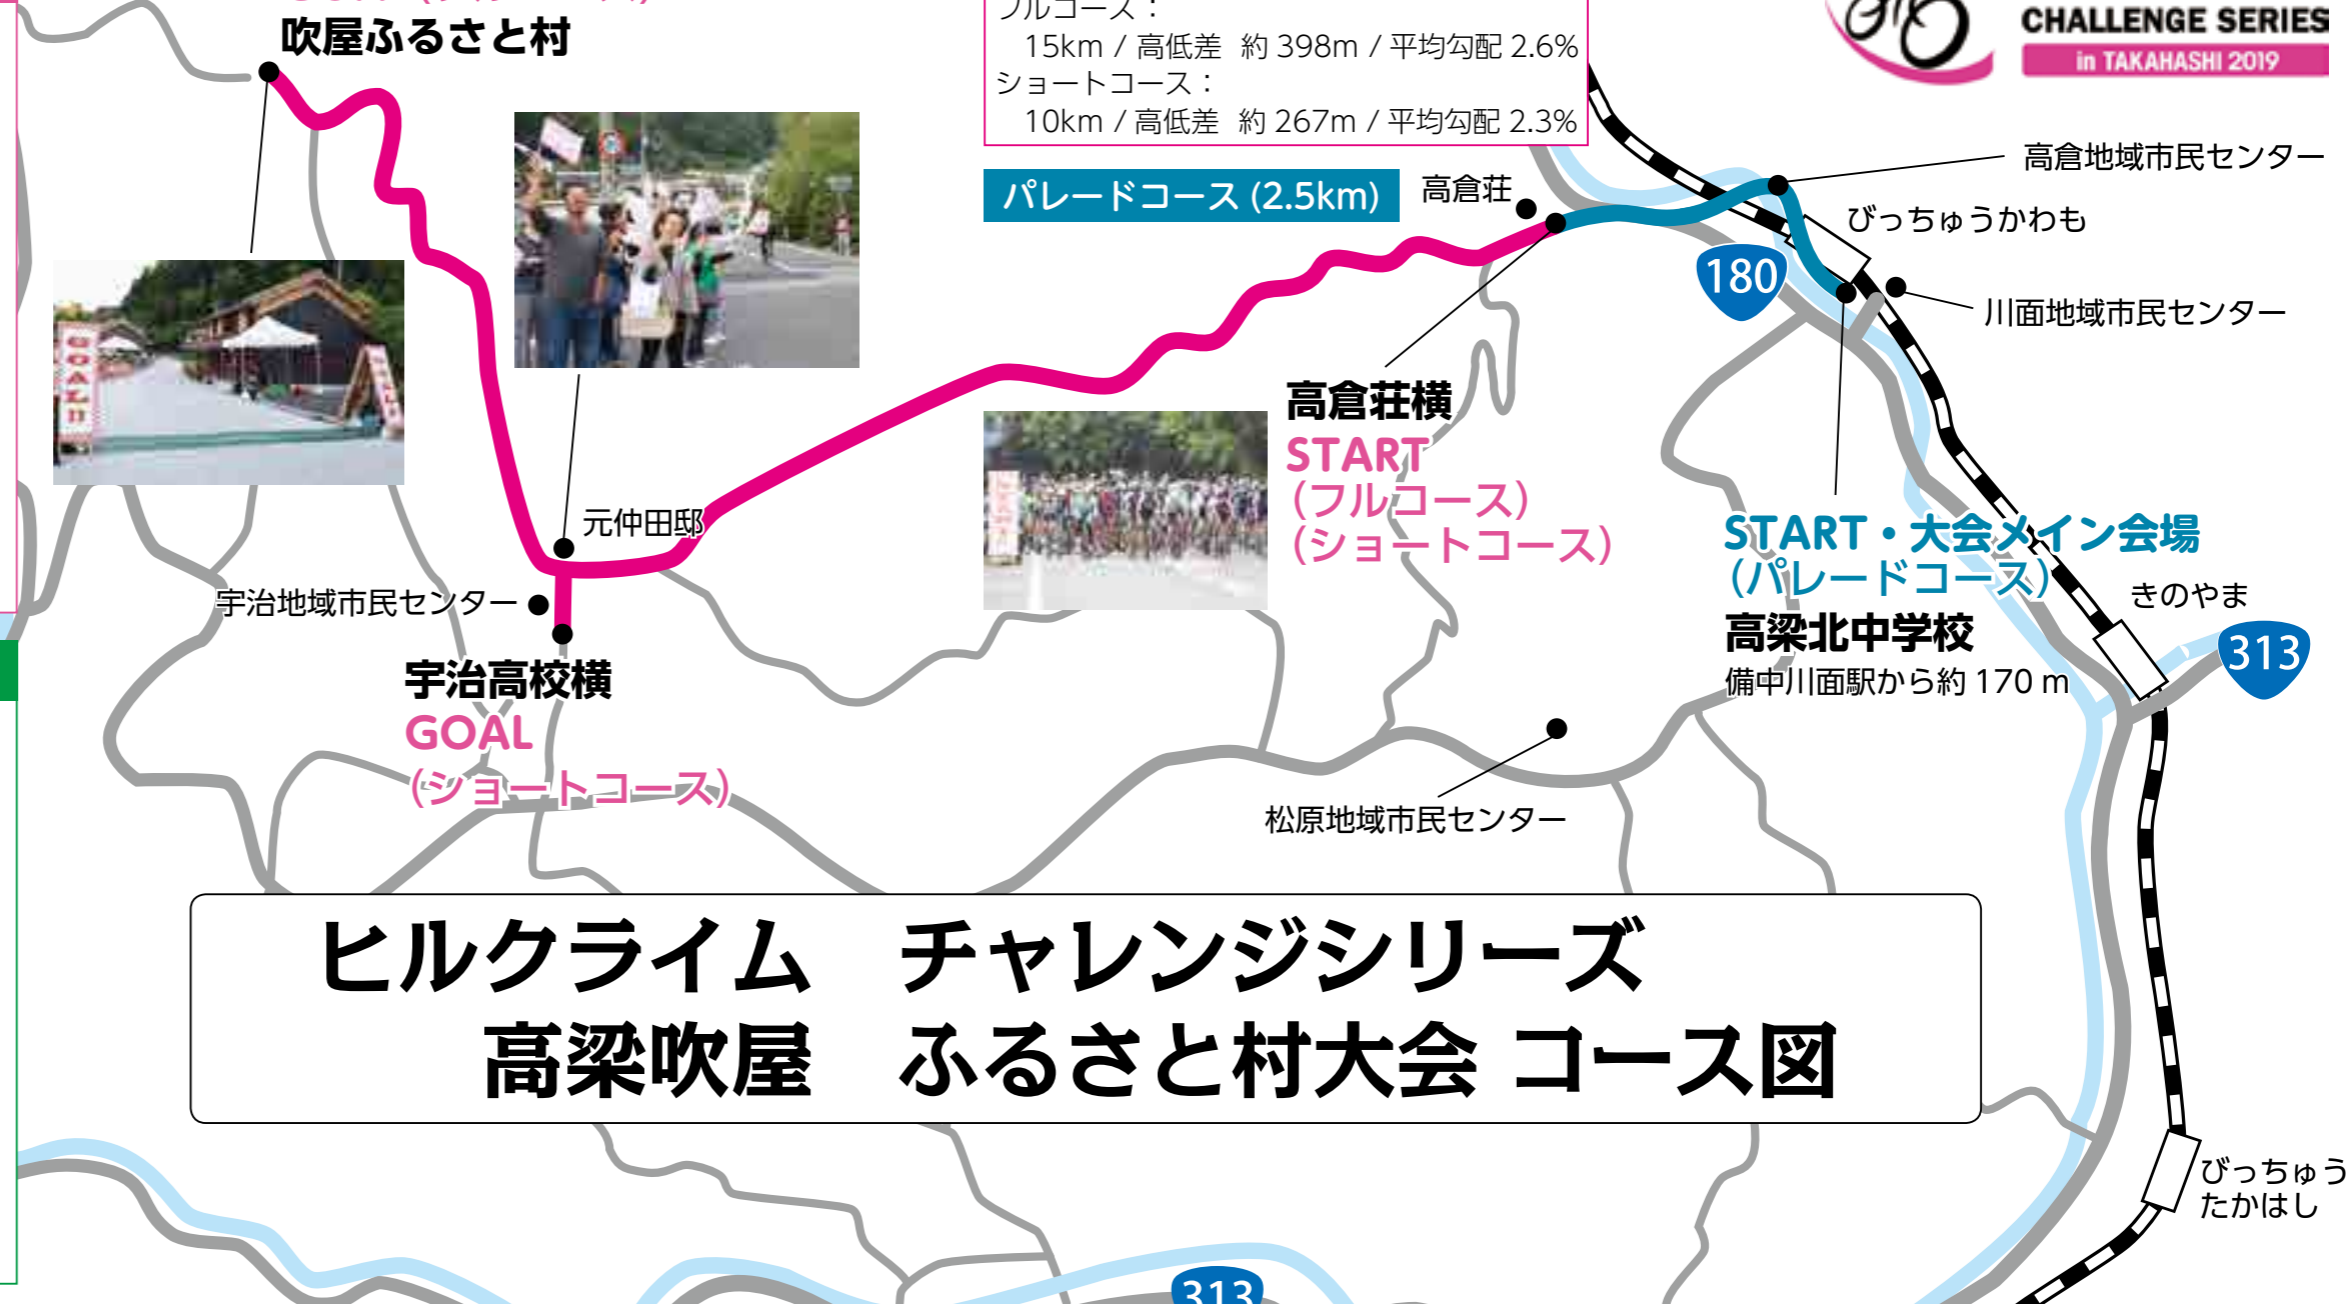 吹屋ふるさと村
フルコース：
15km / 高低差 約 398m / 平均勾配 2.6%
ショートコース：
10km / 高低差 約 267m / 平均勾配 2.3%
CHALLENGE SERIES
in TAKAHASHI 2019
パレードコース (2.5km)
高倉荘
高倉地域市民センター
びっちゅうかわも
180
川面地域市民センター
GOAL!!
高倉荘横
START
（フルコース）
（ショートコース）
START・大会メイン会場
（パレードコース）
高梁北中学校
備中川面駅から約 170 m
きのやま
313
元仲田邸
宇治地域市民センター
宇治高校横
GOAL
（ショートコース）
松原地域市民センター
ヒルクライム　チャレンジシリーズ
高梁吹屋　ふるさと村大会 コース図
びっちゅう
たかはし
313